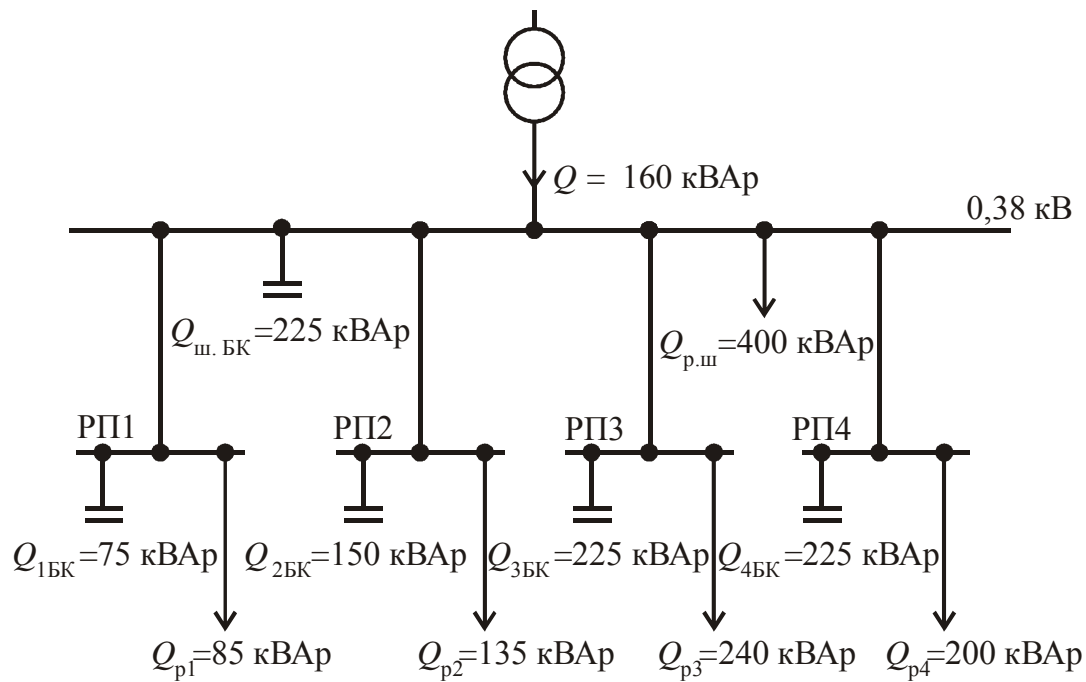 Q = 160 кВАр
0,38 кВ
Qш. БК=225 кВАр
Qр.ш=400 кВАр
РП1
РП2
РП3
РП4
Q1БК=75 кВАр
Q2БК=150 кВАр
Q3БК=225 кВАр
Q4БК=225 кВАр
Qр1=85 кВАр
Qр2=135 кВАр
Qр3=240 кВАр
Qр4=200 кВАр